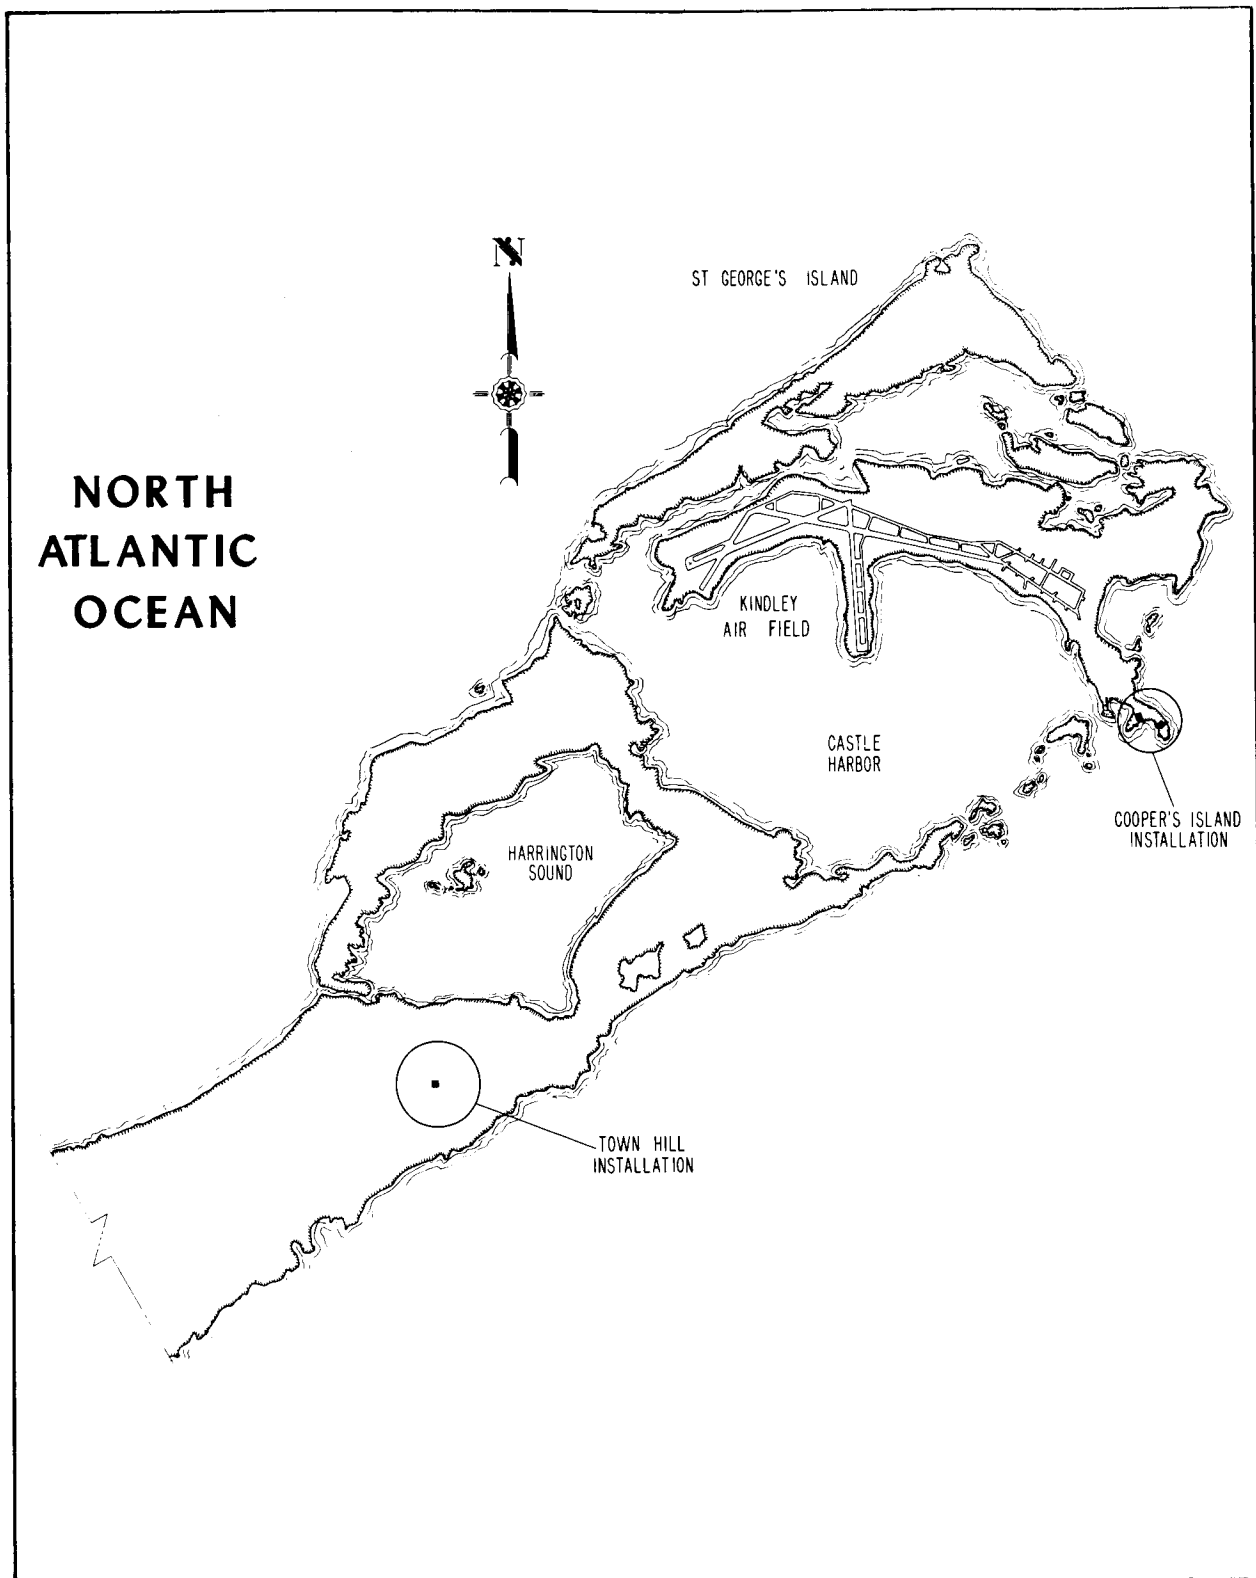 N
ST GEORGE'S ISLAND
NORTH
ATLANTIC
OCEAN
KINDLEY
AIR FIELD
CASTLE
HARBOR
COOPER'S ISLAND
INSTALLATION
HARRINGTON
SOUND
TOWN HILL
INSTALLATION